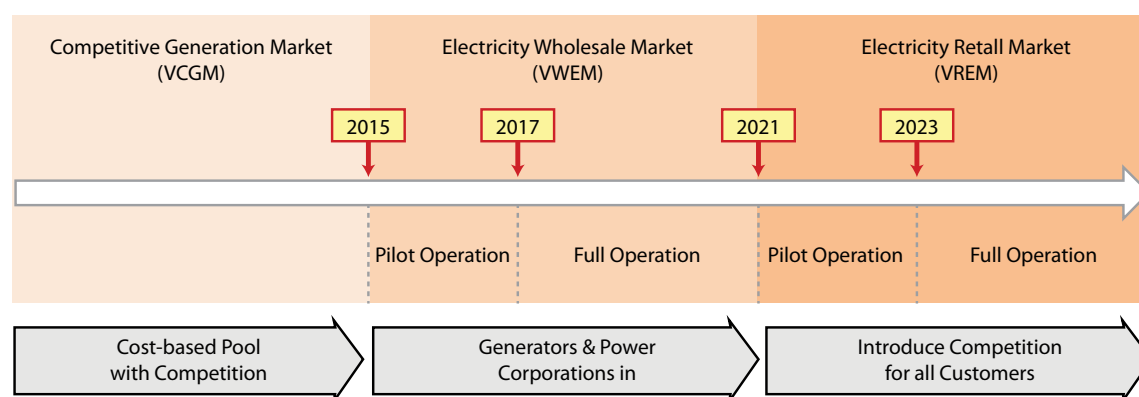 Competitive Generation Market
(VCGM)
Electricity Wholesale Market
(VWEM)
Electricity Retall Market
(VREM)
2015
2017
2021
2023
Pilot Operation
Full Operation
Pilot Operation
Full Operation
Cost-based Pool
with Competition
Generators & Power
Corporations in
Introduce Competition
for all Customers